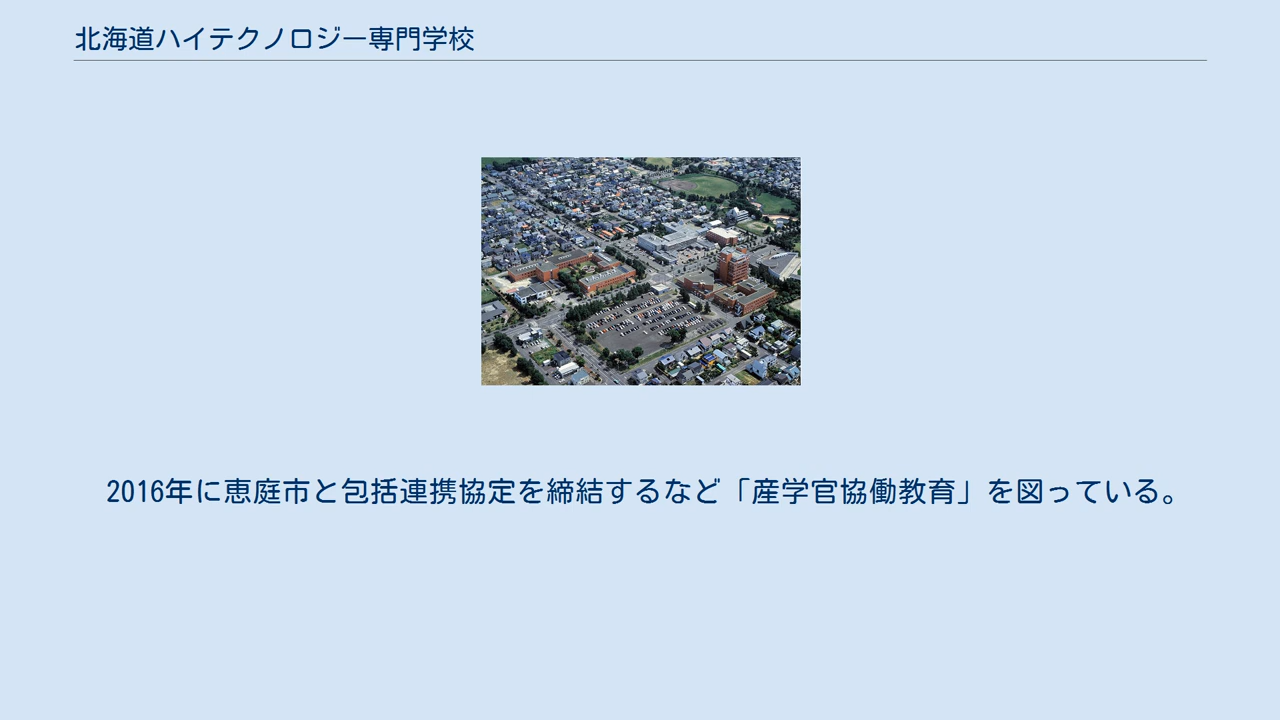 北海道ハイテクノロジー専門学校
2016年に恵庭市と包括連携協定を締結するなど「産学官協働教育」を図っている。